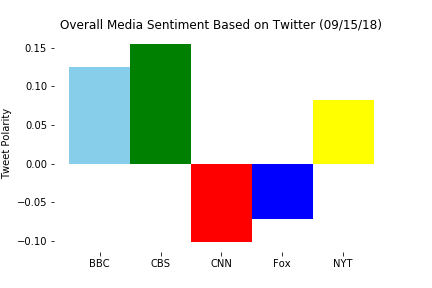 Overall Media Sentiment Based on Twitter (09/15/18)
Tweet Polarity
0.15
0.10
0.05
0.00
−0.05
−0.10
BBC CBS CNN Fox NYT